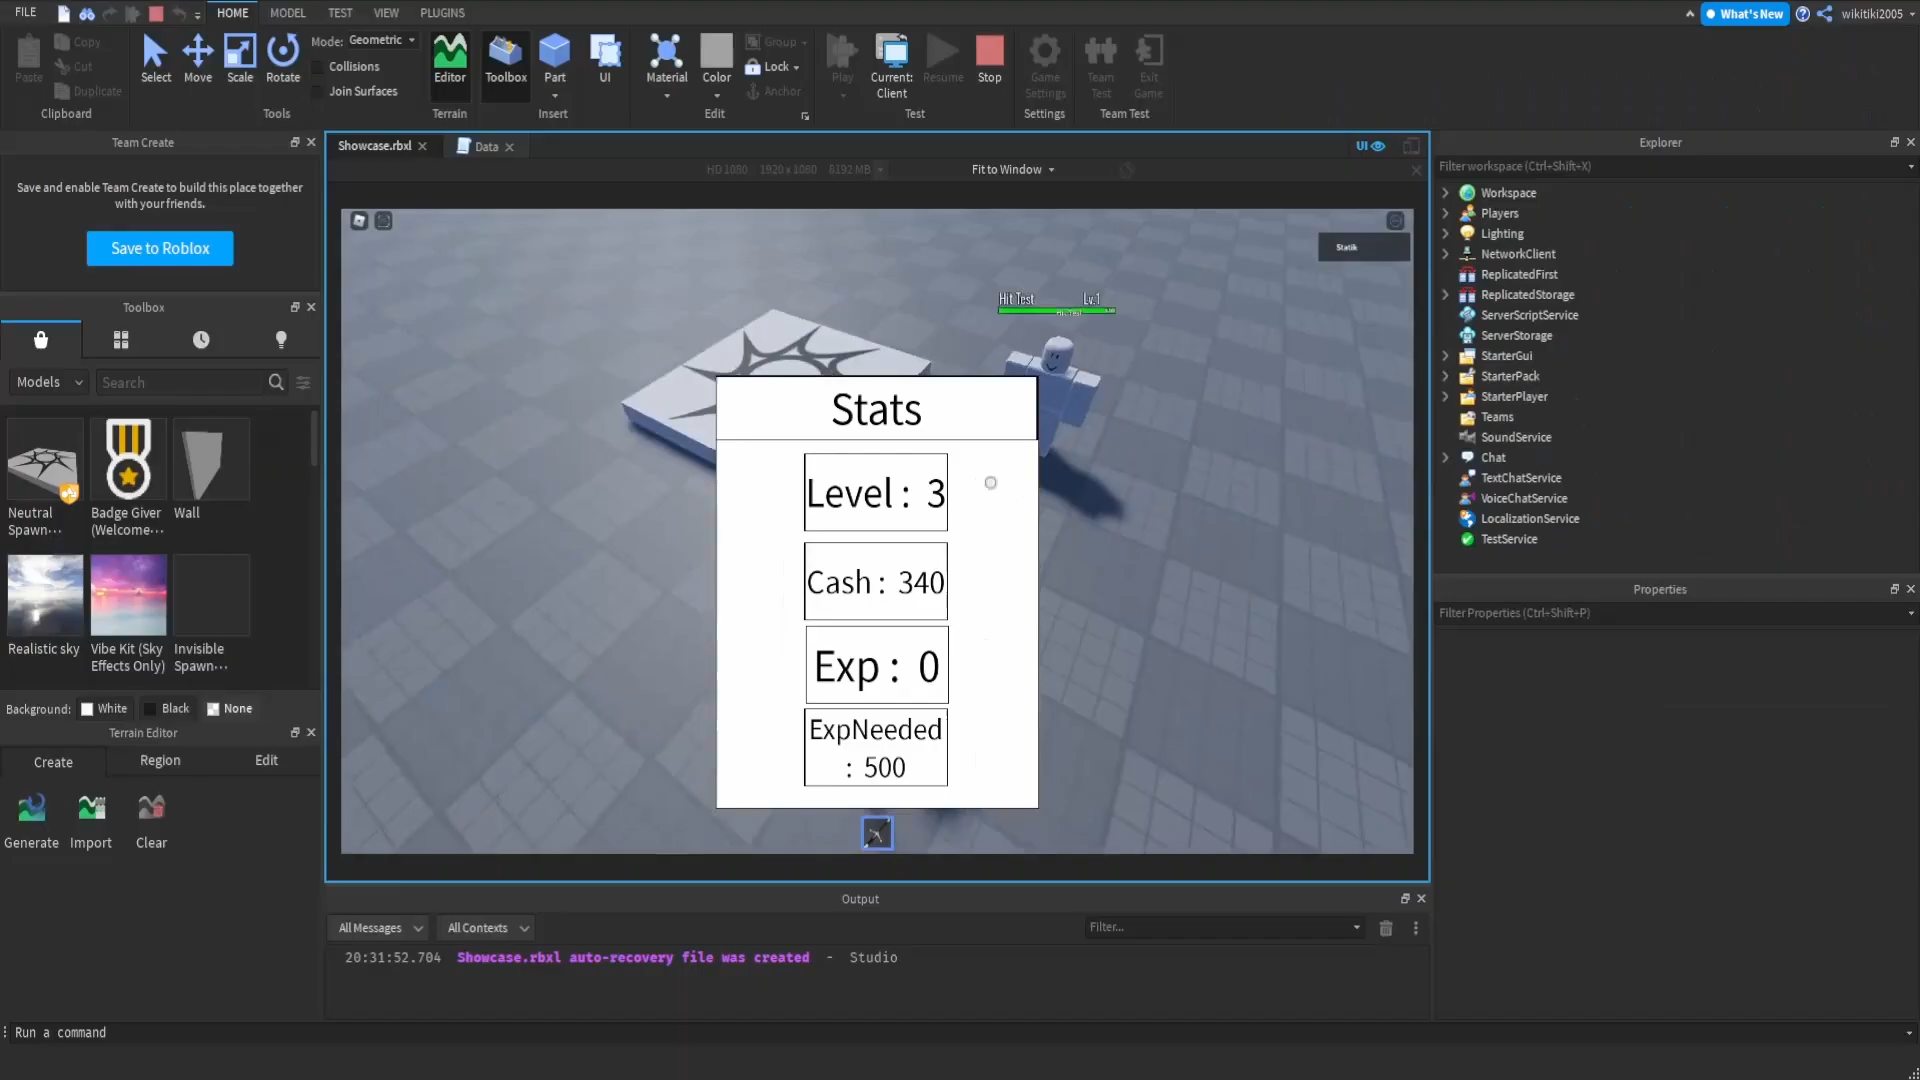 FILE
HOME
MODEL
TEST
VIEW
PLUGINS
What's New
wikitiki2005
Paste
Copy
Cut
Duplicate
Clipboard
Select
Move
Scale
Rotate
Mode: Geometric
Collisions
Join Surfaces
Tools
Editor
Terrain
Toolbox
Part
UI
Insert
Material
Color
Group
Lock
Anchor
Edit
Play
Current:
Client
Resume
Stop
Test
Game
Settings
Settings
Team
Test
Exit
Game
Team Test
Team Create
Save and enable Team Create to build this place together
with your friends.
Save to Roblox
Toolbox
Models
Search
Neutral
Spawn...
Badge Giver
(Welcome...
Wall
Realistic sky
Vibe Kit (Sky
Effects Only)
Invisible
Spawn...
Background:
White
Black
None
Terrain Editor
Create
Region
Edit
Generate
Import
Clear
Showcase.rbxl
Data
UI
HD1080 1920 x 1080 8192 MB
Fit to Window
Statik
Hit Test Lv.1
Hit Test
Stats
Level : 3
Cash : 340
Exp : 0
ExpNeeded
: 500
Output
All Messages
All Contexts
Filter...
20:31:52.704 Showcase.rbxl auto-recovery file was created - Studio
Run a command
Explorer
Filter workspace (Ctrl+Shift+X)
Workspace
Players
Lighting
NetworkClient
ReplicatedFirst
ReplicatedStorage
ServerScriptService
ServerStorage
StarterGui
StarterPack
StarterPlayer
Teams
SoundService
Chat
TextChatService
VoiceChatService
LocalizationService
TestService
Properties
Filter Properties (Ctrl+Shift+P)